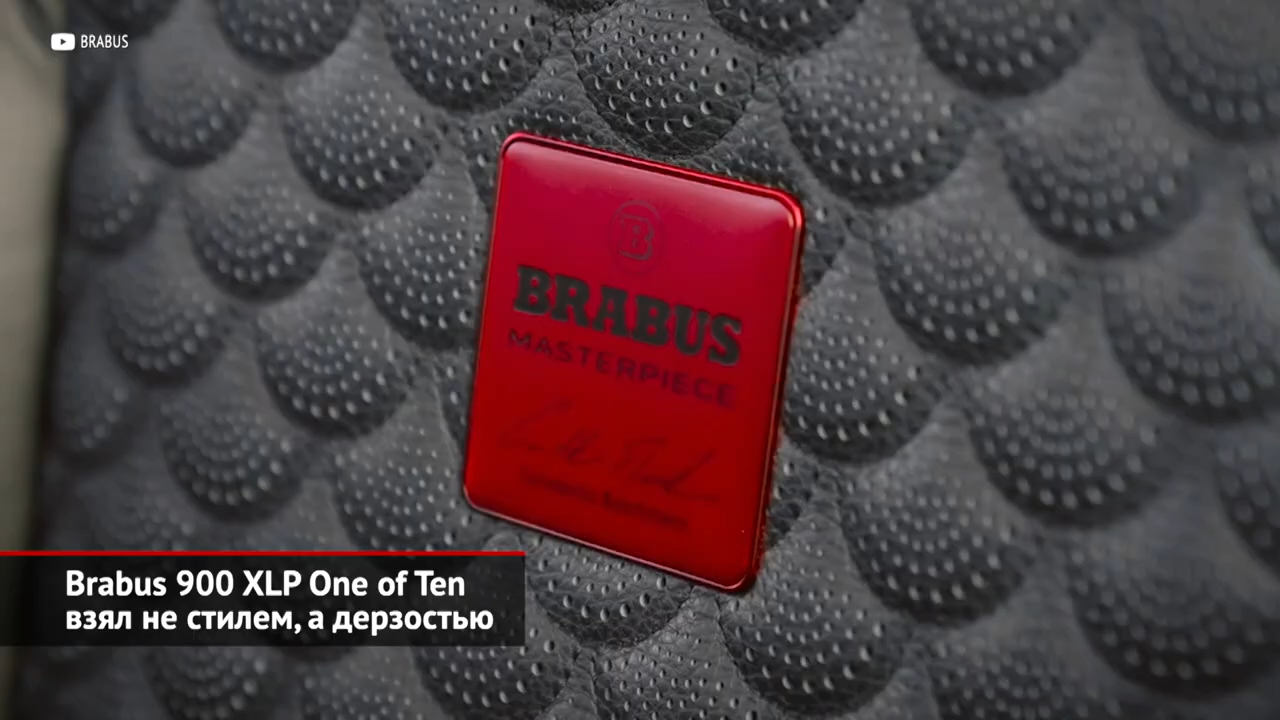 BRABUS
B
BRABUS
MASTERPIECE
Brabus 900 XLP One of Ten
взял не стилем, а дерзостью